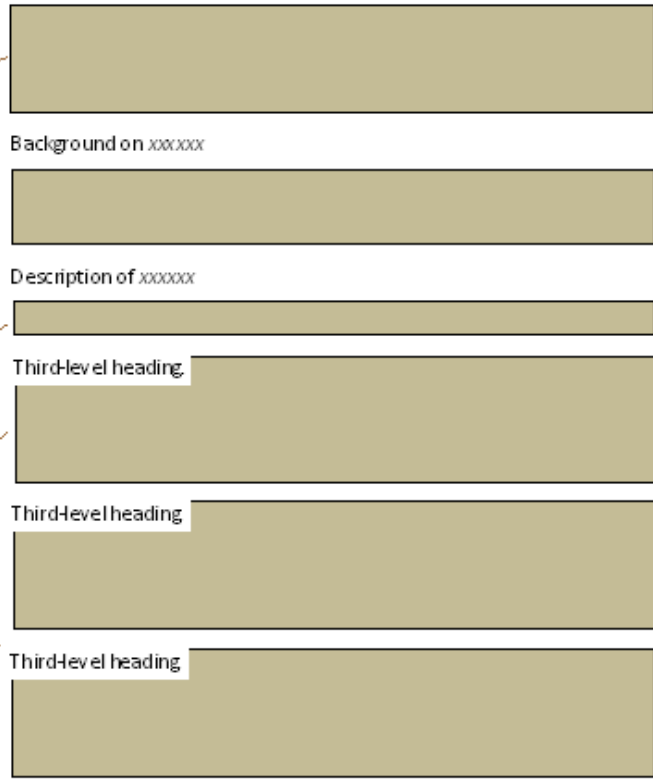 Background on xxxxxx
Description of xxxxxx
Third-level heading.
Third-level heading
Third-level heading